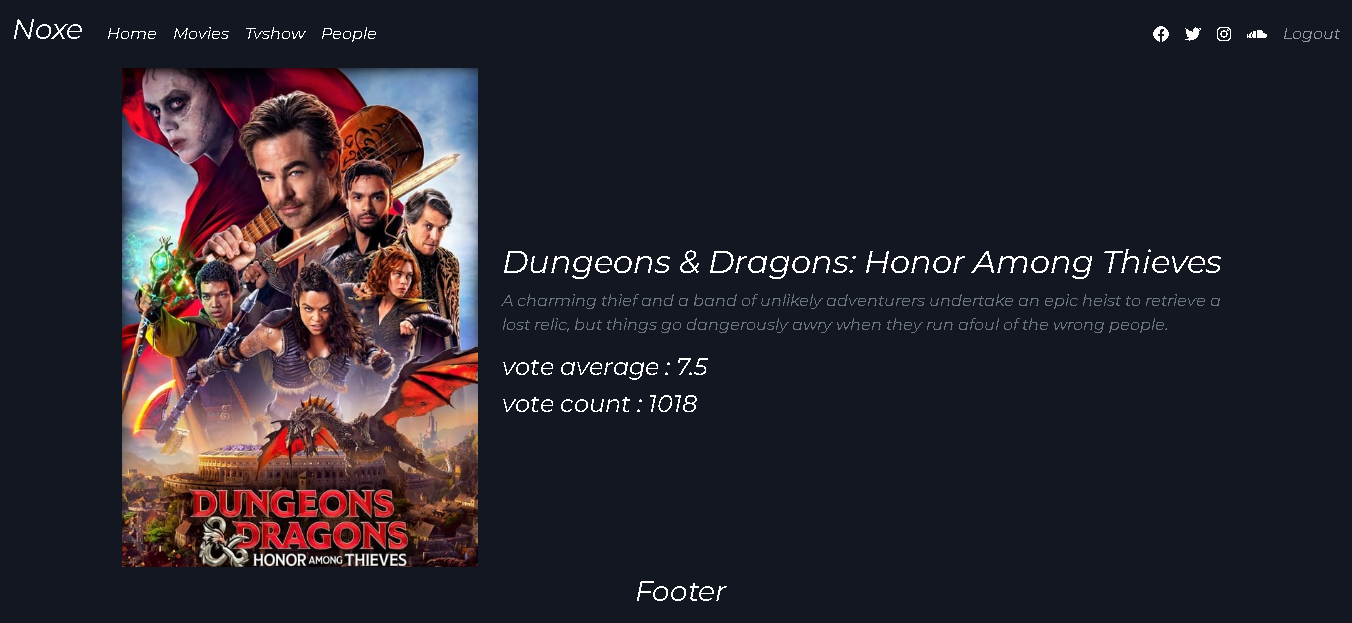 Noxe Home Movies Tvshow People Logout
Dungeons & Dragons: Honor Among Thieves
A charming thief and a band of unlikely adventurers undertake an epic heist to retrieve a
lost relic, but things go dangerously awry when they run afoul of the wrong people.
vote average : 7.5
vote count : 1018
DUNGEONS
& DRAGONS
HONOR AMONG THIEVES
Footer